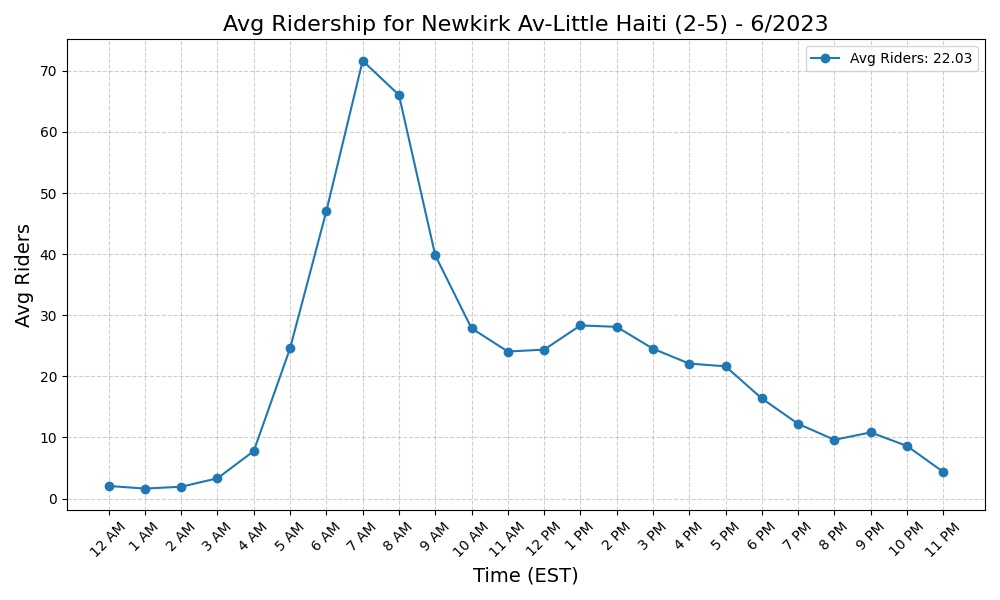 Avg Ridership for Newkirk Av-Little Haiti (2-5) - 6/2023
Avg Riders: 22.03
Avg Riders
70
60
50
40
30
20
10
0
12 AM
1 AM
2 AM
3 AM
4 AM
5 AM
6 AM
7 AM
8 AM
9 AM
10 AM
11 AM
12 PM
1 PM
2 PM
3 PM
4 PM
5 PM
6 PM
7 PM
8 PM
9 PM
10 PM
11 PM
Time (EST)